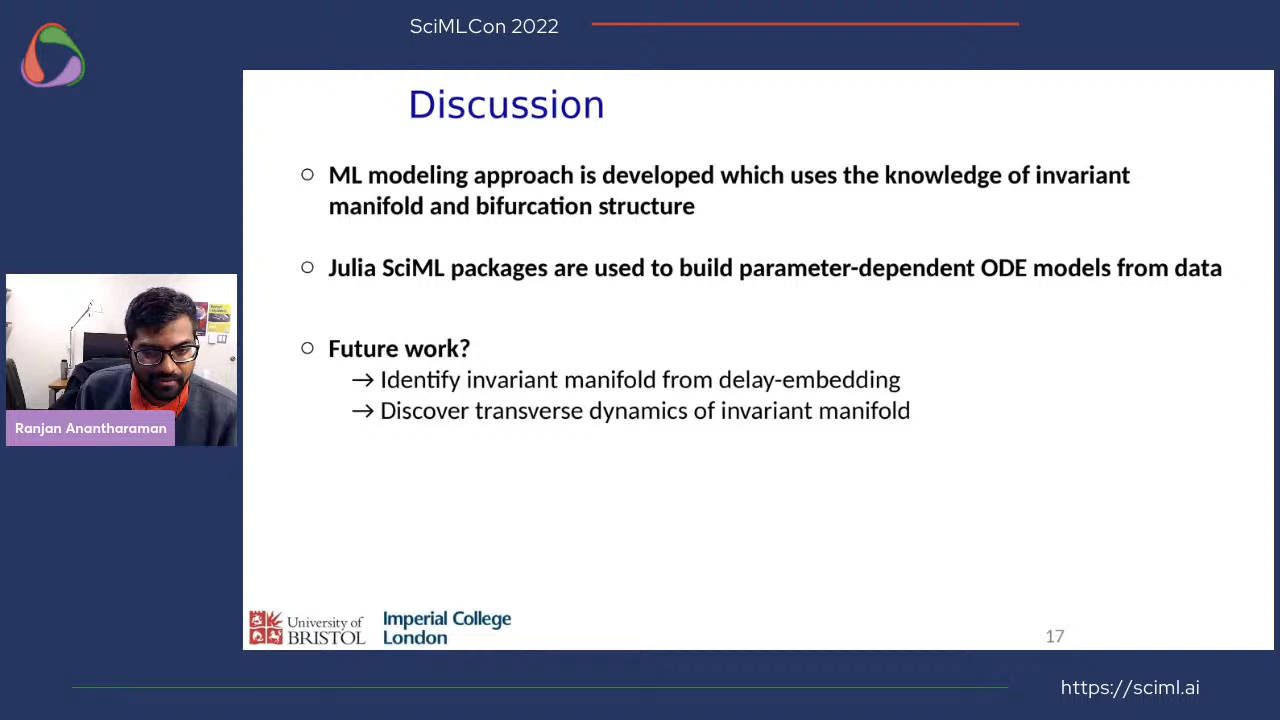 SciMLCon 2022
Discussion
○ ML modeling approach is developed which uses the knowledge of invariant
manifold and bifurcation structure
○ Julia SciML packages are used to build parameter-dependent ODE models from data
○ Future work?
→ Identify invariant manifold from delay-embedding
→ Discover transverse dynamics of invariant manifold
Ranjan Anantharaman
University of
BRISTOL
Imperial College
London
17
https://sciml.ai